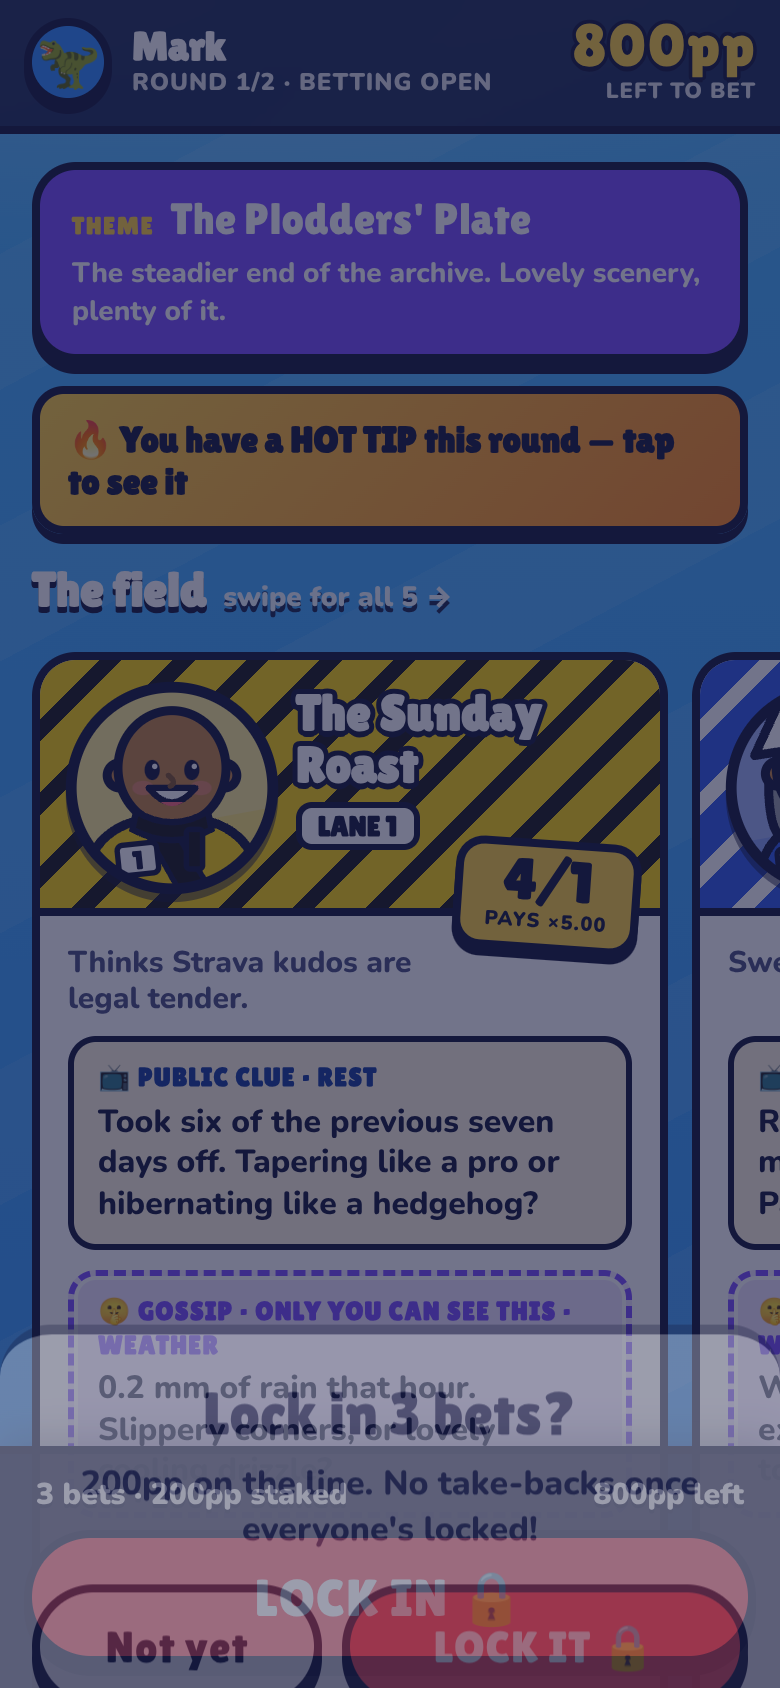 Mark
ROUND 1/2 · BETTING OPEN
800pp
LEFT TO BET
THEME The Plodders' Plate
The steadier end of the archive. Lovely scenery,
plenty of it.
🔥 You have a HOT TIP this round — tap
to see it
The field swipe for all 5 →
The Sunday
Roast
LANE 1
1
4/1
PAYS ×5.00
Thinks Strava kudos are
legal tender.
Swe
📺 PUBLIC CLUE · REST
Took six of the previous seven
days off. Tapering like a pro or
hibernating like a hedgehog?
R
m
P
🤫 GOSSIP · ONLY YOU CAN SEE THIS ·
WEATHER
0.2 mm of rain that hour.
Slippery corners, or lovely
W
ex
Lock in 3 bets?
200pp on the line. No take-backs once
everyone's locked!
3 bets · 200pp staked
800pp left
LOCK IN 🔒
Not yet
LOCK IT 🔒